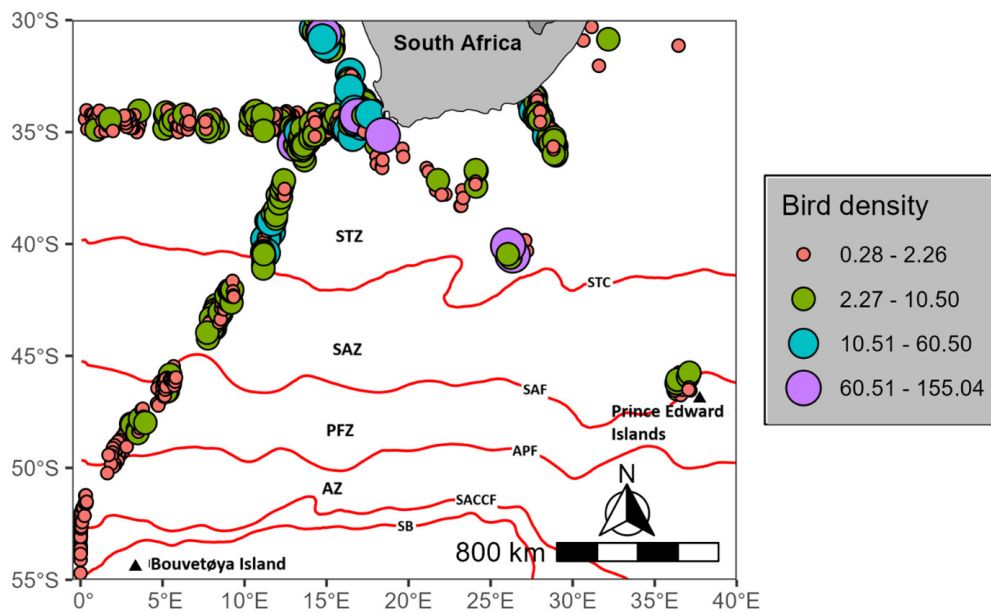 30°S
35°S
40°S
45°S
50°S
55°S
South Africa
STZ
STC
SAZ
SAF
Prince Edward
Islands
PFZ
APF
AZ
SACCF
SB
N
800 km
Bouvetøya Island
0°
5°E
10°E
15°E
20°E
25°E
30°E
35°E
40°E
Bird density
0.28 - 2.26
2.27 - 10.50
10.51 - 60.50
60.51 - 155.04